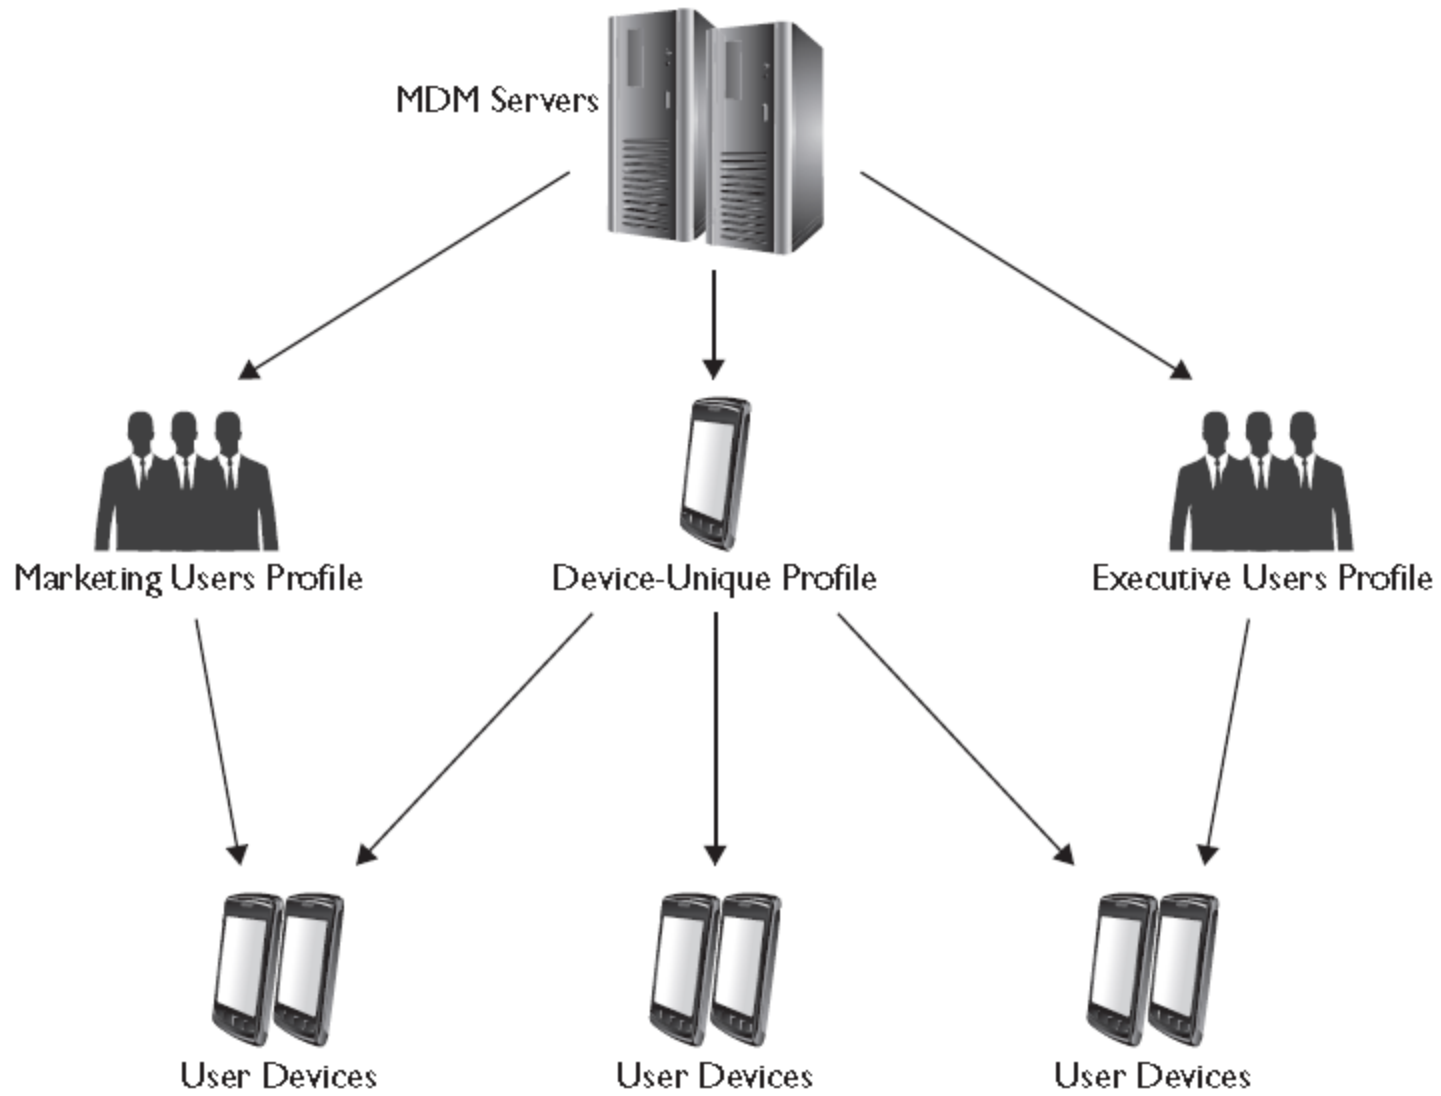 MDM Servers
Marketing Users Profile
Device-Unique Profile
Executive Users Profile
User Devices
User Devices
User Devices